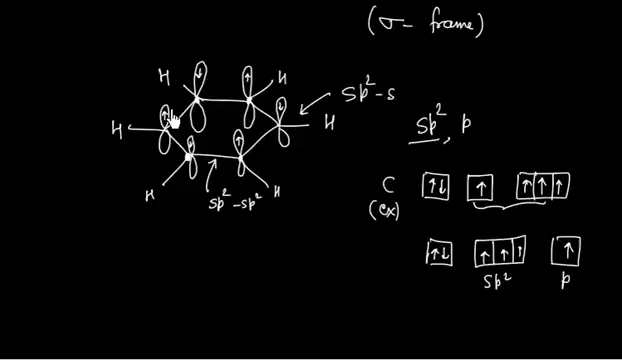 (σ- frame)
H H
sp²-s
H H
sp², p
C
(ex)
H sp²-sp² H
sp² p